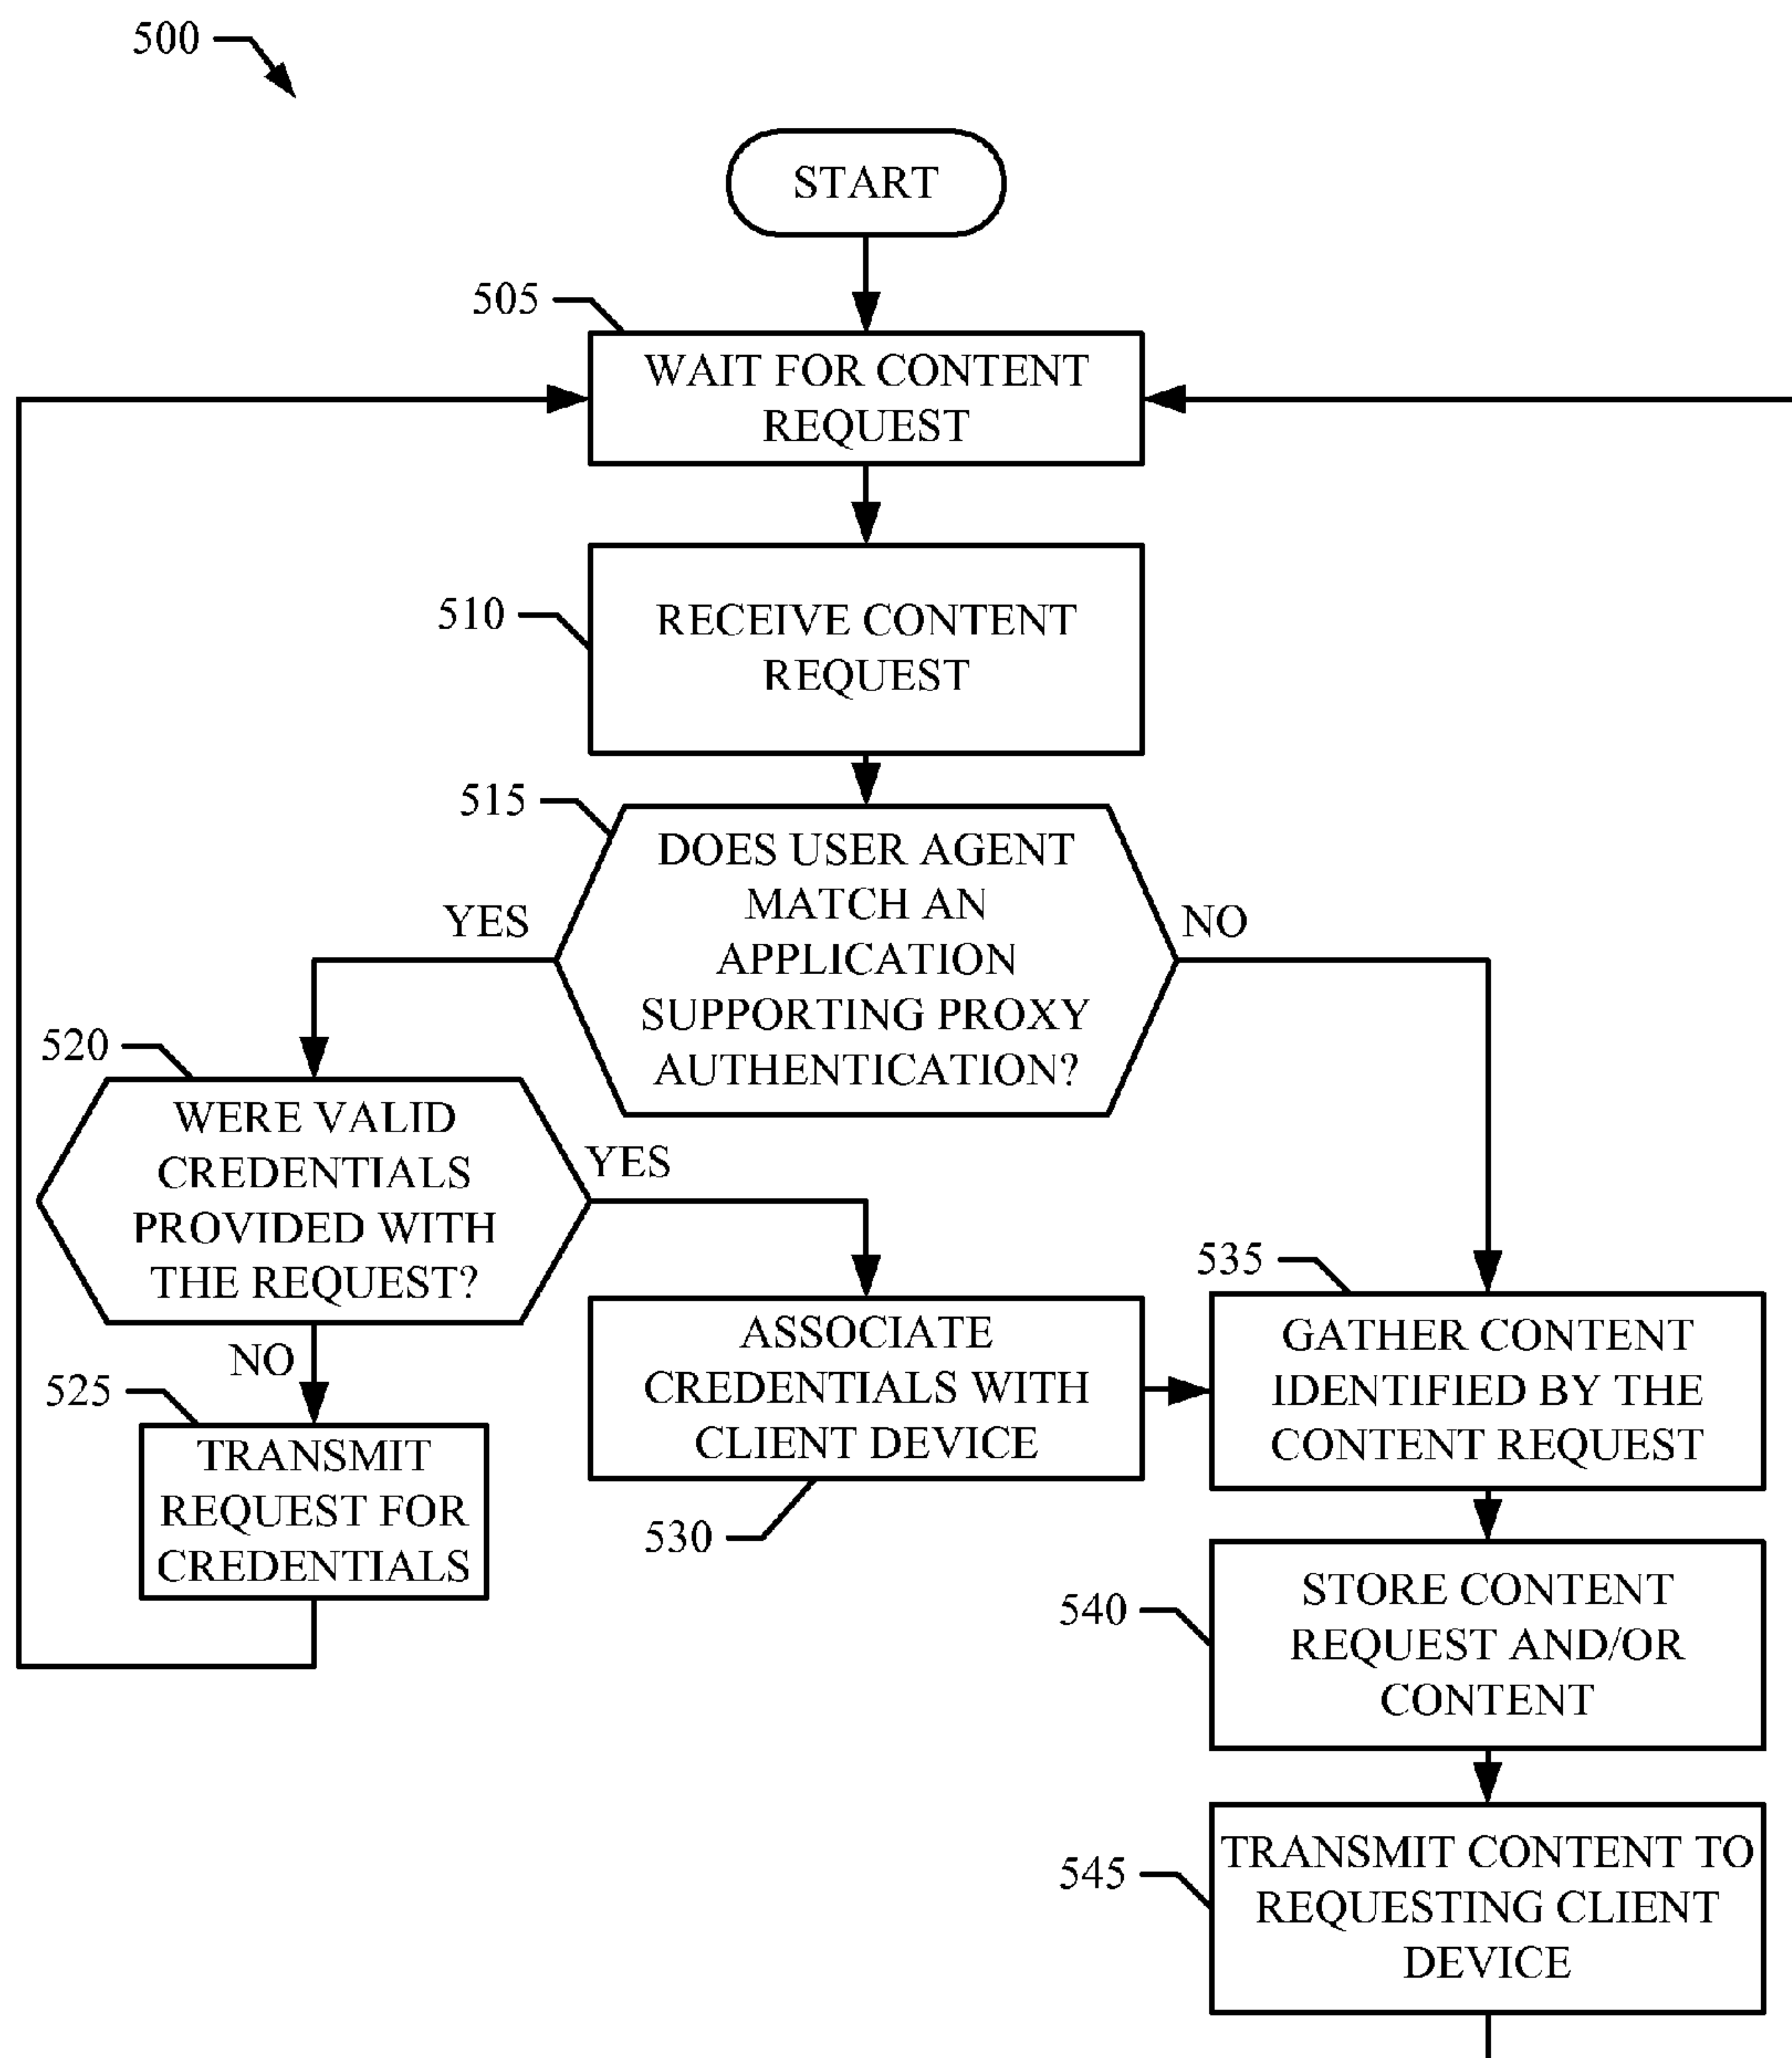 500
START
505
WAIT FOR CONTENT
REQUEST
510
RECEIVE CONTENT
REQUEST
515
DOES USER AGENT
MATCH AN
APPLICATION
SUPPORTING PROXY
AUTHENTICATION?
YES
NO
520
WERE VALID
CREDENTIALS
PROVIDED WITH
THE REQUEST?
YES
NO
525
TRANSMIT
REQUEST FOR
CREDENTIALS
ASSOCIATE
CREDENTIALS WITH
CLIENT DEVICE
530
535
GATHER CONTENT
IDENTIFIED BY THE
CONTENT REQUEST
540
STORE CONTENT
REQUEST AND/OR
CONTENT
545
TRANSMIT CONTENT TO
REQUESTING CLIENT
DEVICE